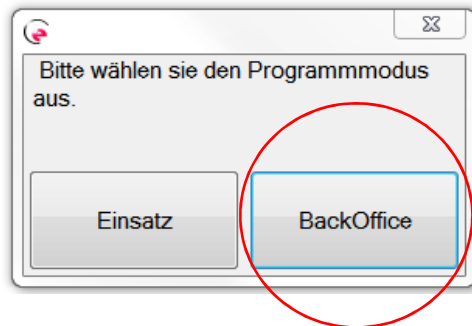 Bitte wählen sie den Programmmodus
aus.
Einsatz
BackOffice